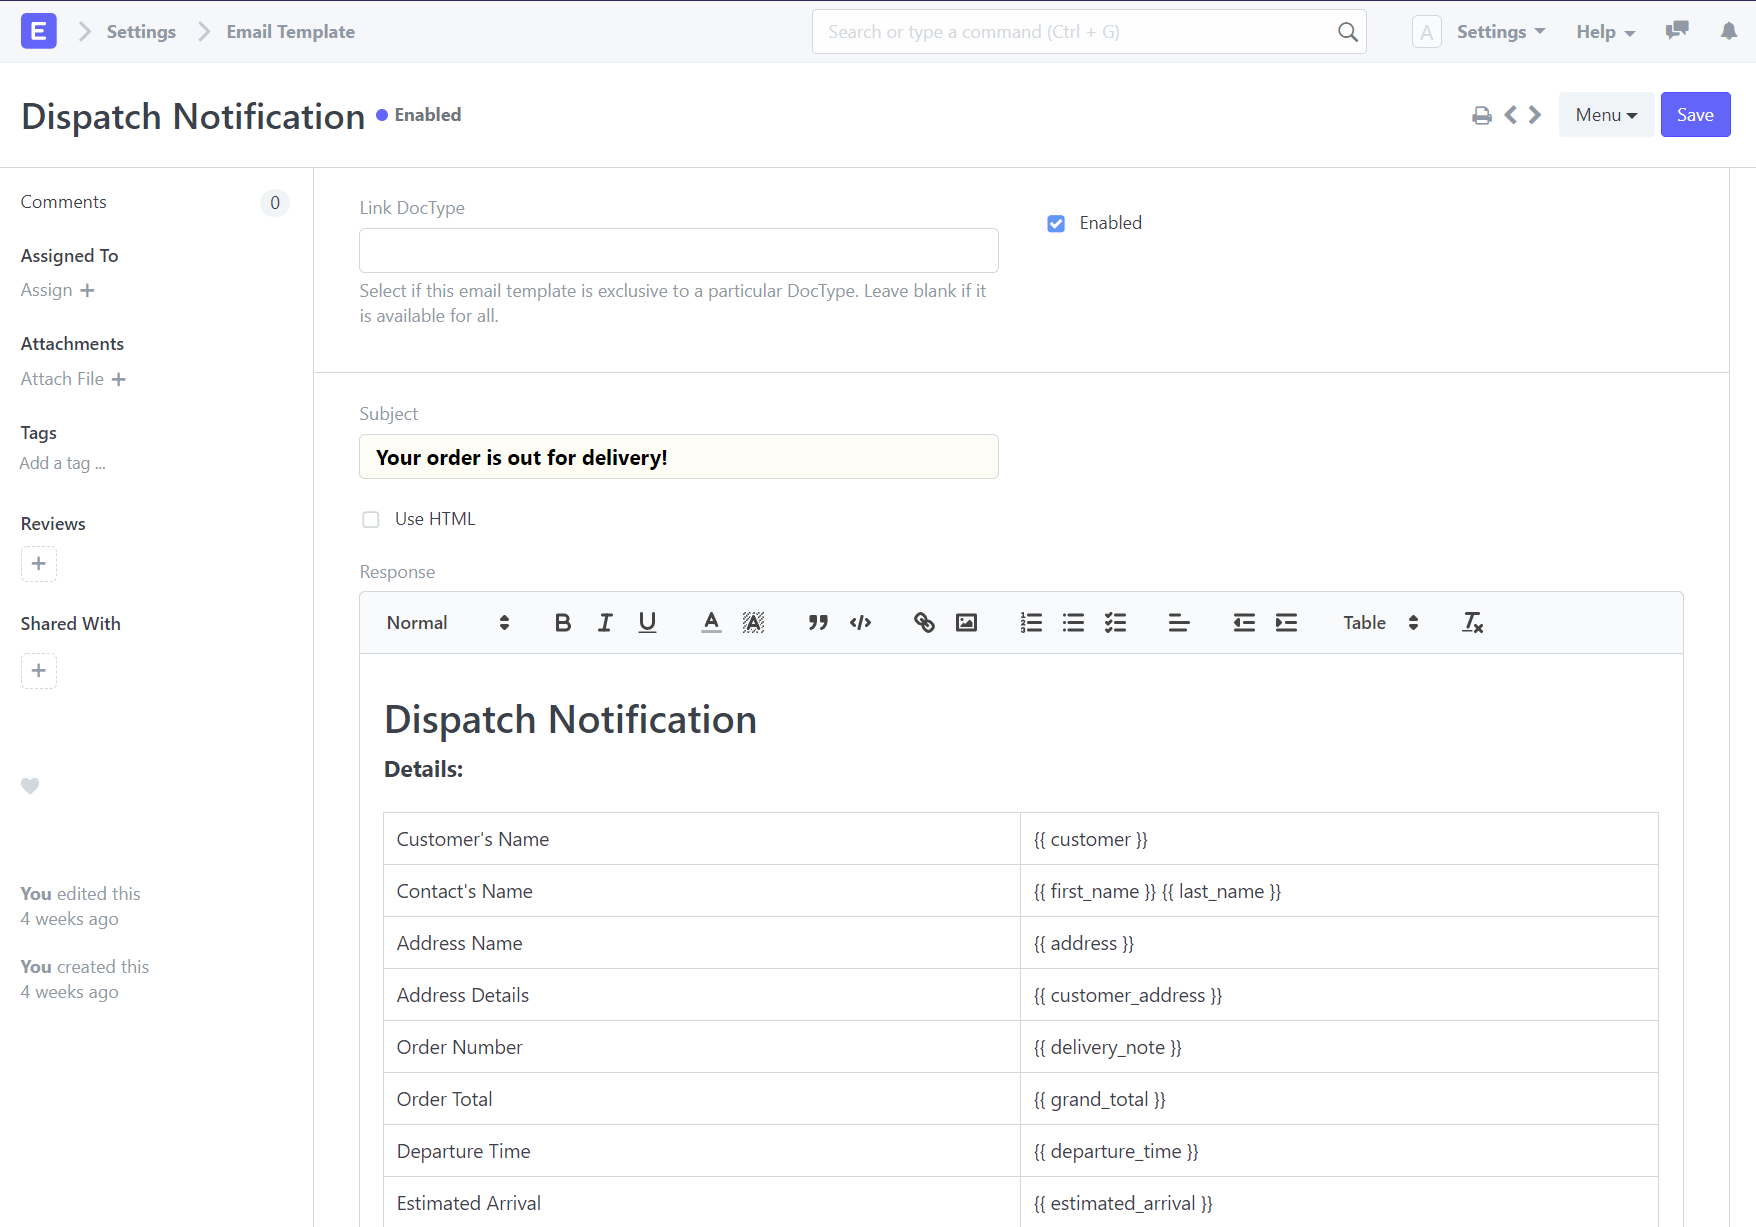 E Settings Email Template
Search or type a command (Ctrl + G)
A Settings Help
Dispatch Notification Enabled
Menu Save
Comments 0
Assigned To
Assign +
Attachments
Attach File +
Tags
Add a tag ...
Reviews
+
Shared With
+
You edited this
4 weeks ago
You created this
4 weeks ago
Link DocType
Enabled
Select if this email template is exclusive to a particular DocType. Leave blank if it
is available for all.
Subject
Your order is out for delivery!
Use HTML
Response
Normal B I U A A Table
Dispatch Notification
Details:
Customer's Name {{ customer }}
Contact's Name {{ first_name }} {{ last_name }}
Address Name {{ address }}
Address Details {{ customer_address }}
Order Number {{ delivery_note }}
Order Total {{ grand_total }}
Departure Time {{ departure_time }}
Estimated Arrival {{ estimated_arrival }}